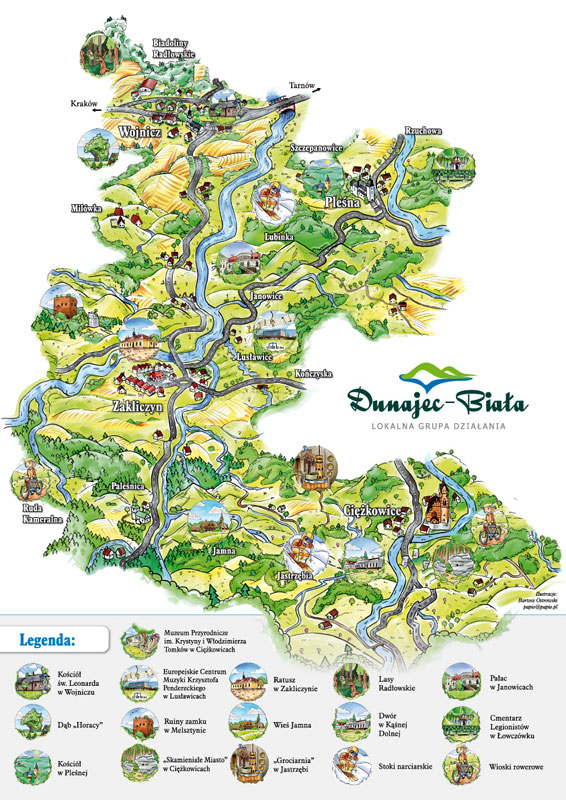 Biadoliny
Radłowskie
Tarnów
Kraków
Wojnicz
Rzuchowa
Szczepanowice
Pleśna
Milówka
Lubinka
Janowice
Lusławice
Kończyska
Zakliczyn
Dunajec-Biała
LOKALNA GRUPA DZIAŁANIA
Paleśnica
Ruda
Kameralna
Ciężkowice
Jamna
Jastrzębia
Ilustracje:
Bartosz Ostrowski
papie@papie.pl
Legenda:
Muzeum Przyrodnicze
im. Krystyny i Włodzimierza
Tomków w Ciężkowicach
Kościół
św. Leonarda
w Wojniczu
Europejskie Centrum
Muzyki Krzysztofa
Pendereckiego
w Lusławicach
Ratusz
w Zakliczynie
Lasy
Radłowskie
Pałac
w Janowicach
Dąb „Horacy”
Ruiny zamku
w Melsztynie
Wieś Jamna
Dwór
w Kąśnej
Dolnej
Cmentarz
Legionistów
w Łowczówku
Kościół
w Pleśnej
„Skamieniałe Miasto”
w Ciężkowicach
„Grociarnia”
w Jastrzębi
Stoki narciarskie
Wioski rowerowe